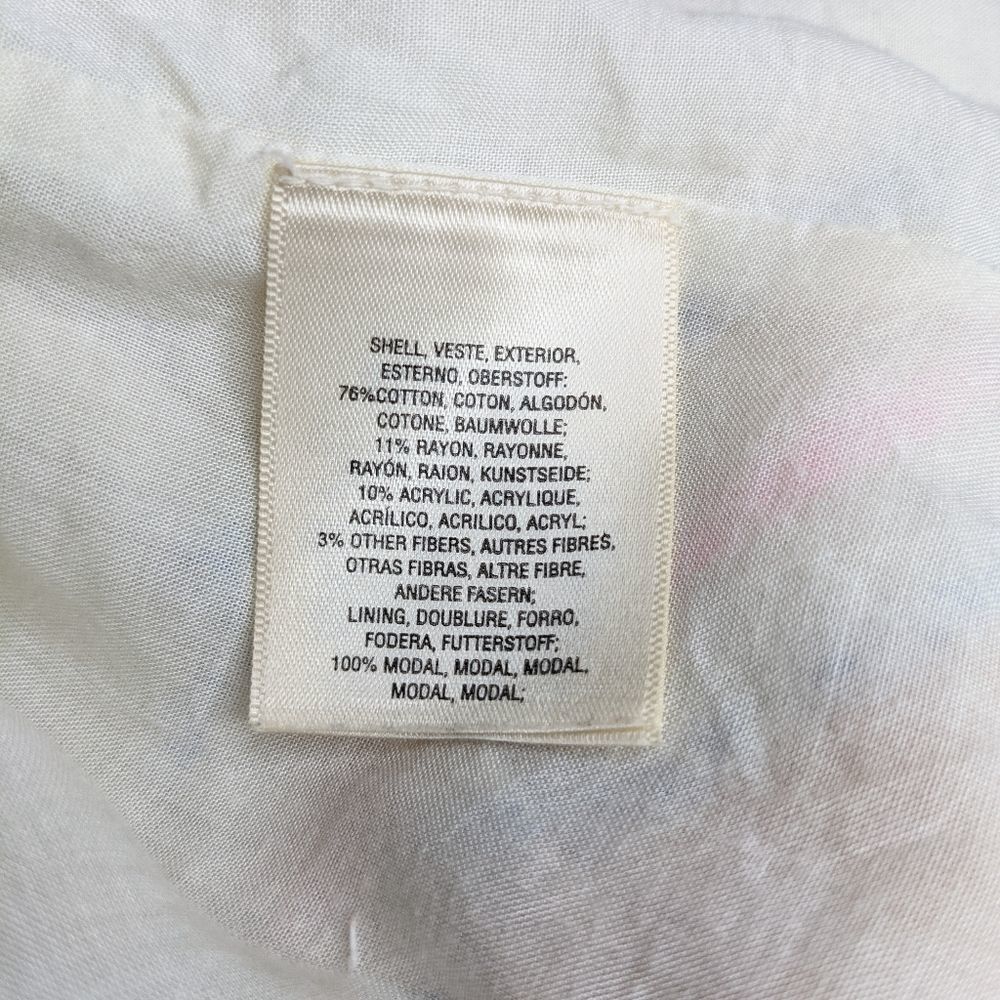 SHELL, VESTE, EXTERIOR,
ESTERNO, OBERSTOFF:
76%COTTON, COTON, ALGODÓN,
COTONE, BAUMWOLLE;
11% RAYON, RAYONNE,
RAYÓN, RAION, KUNSTSEIDE;
10% ACRYLIC, ACRYLIQUE,
ACRÍLICO, ACRILICO, ACRYL;
3% OTHER FIBERS, AUTRES FIBRES,
OTRAS FIBRAS, ALTRE FIBRE,
ANDERE FASERN;
LINING, DOUBLURE, FORRO,
FODERA, FUTTERSTOFF;
100% MODAL, MODAL, MODAL,
MODAL, MODAL;